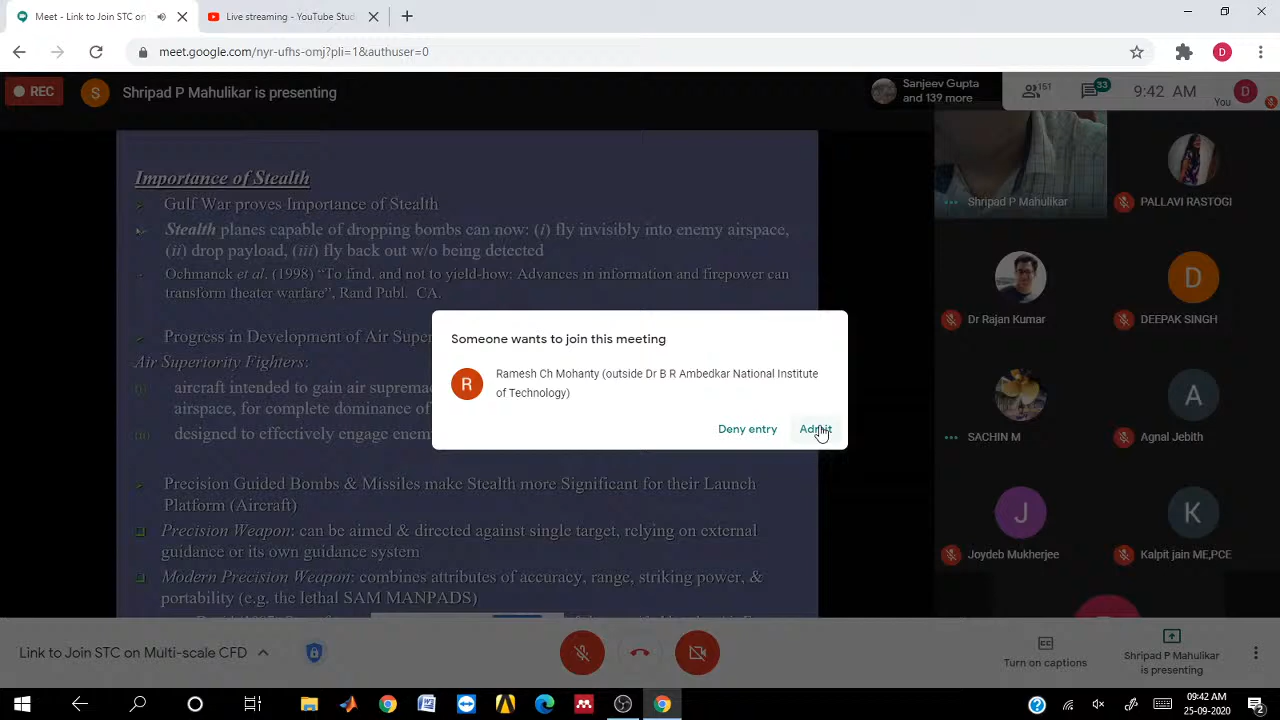 Meet - Link to Join STC on
Live streaming - YouTube Stud
meet.google.com/nyr-ufhs-omj?pli=1&authuser=0
D
REC
S
Shripad P Mahulikar is presenting
Sanjeev Gupta
and 139 more
151
33
9:42 AM
You
D
Importance of Stealth
Gulf War proves Importance of Stealth
Stealth planes capable of dropping bombs can now: (i) fly invisibly into enemy airspace,
(ii) drop payload, (iii) fly back out w/o being detected
Ochmanek et al. (1998) "To find, and not to yield-how: Advances in information and firepower can
transform theater warfare", Rand Publ. CA.
Progress in Development of Air Super
Air Superiority Fighters:
aircraft intended to gain air suprema
airspace, for complete dominance of
designed to effectively engage enem
Precision Guided Bombs & Missiles make Stealth more Significant for their Launch
Platform (Aircraft)
Precision Weapon: can be aimed & directed against single target, relying on external
guidance or its own guidance system
Modern Precision Weapon: combines attributes of accuracy, range, striking power, &
portability (e.g. the lethal SAM MANPADS)
Someone wants to join this meeting
R
Ramesh Ch Mohanty (outside Dr B R Ambedkar National Institute
of Technology)
Deny entry
Admit
Shripad P Mahulikar
PALLAVI RASTOGI
Dr Rajan Kumar
D
DEEPAK SINGH
SACHIN M
A
Agnal Jebith
J
Joydeb Mukherjee
K
Kalpit jain ME,PCE
Link to Join STC on Multi-scale CFD
Turn on captions
Shripad P Mahulikar
is presenting
09:42 AM
25-09-2020
2